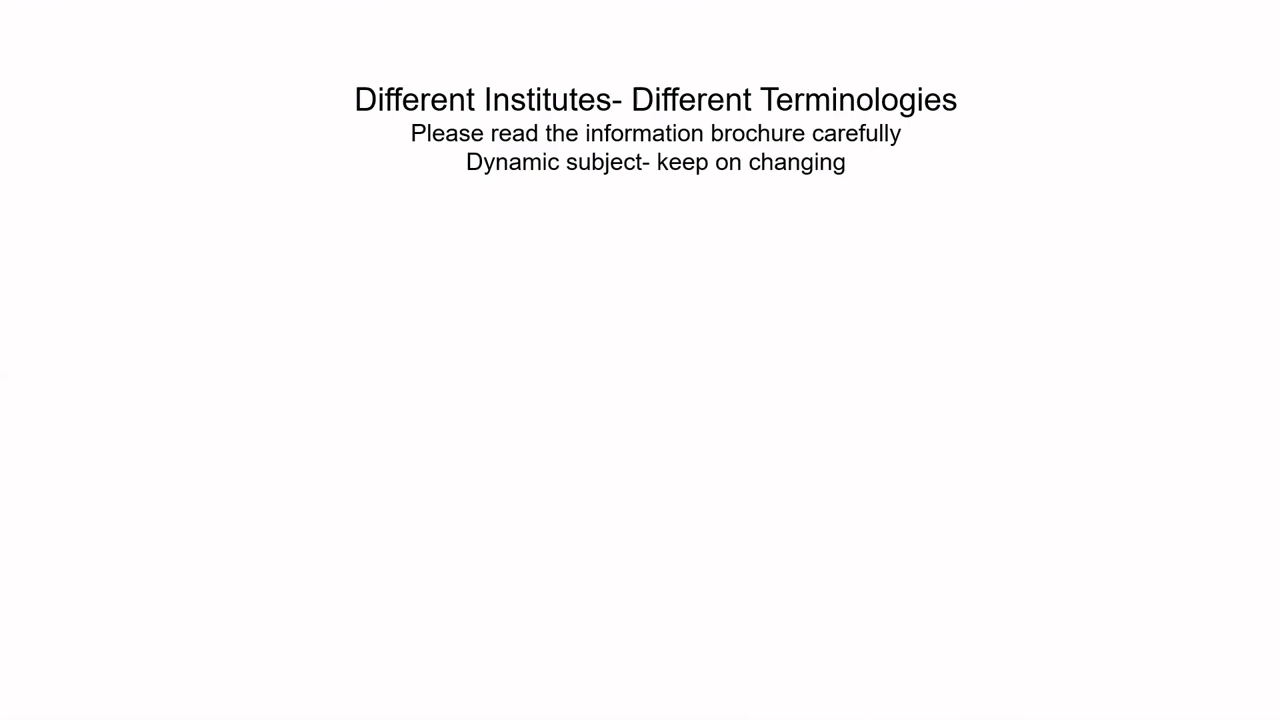 Different Institutes- Different Terminologies
Please read the information brochure carefully
Dynamic subject- keep on changing